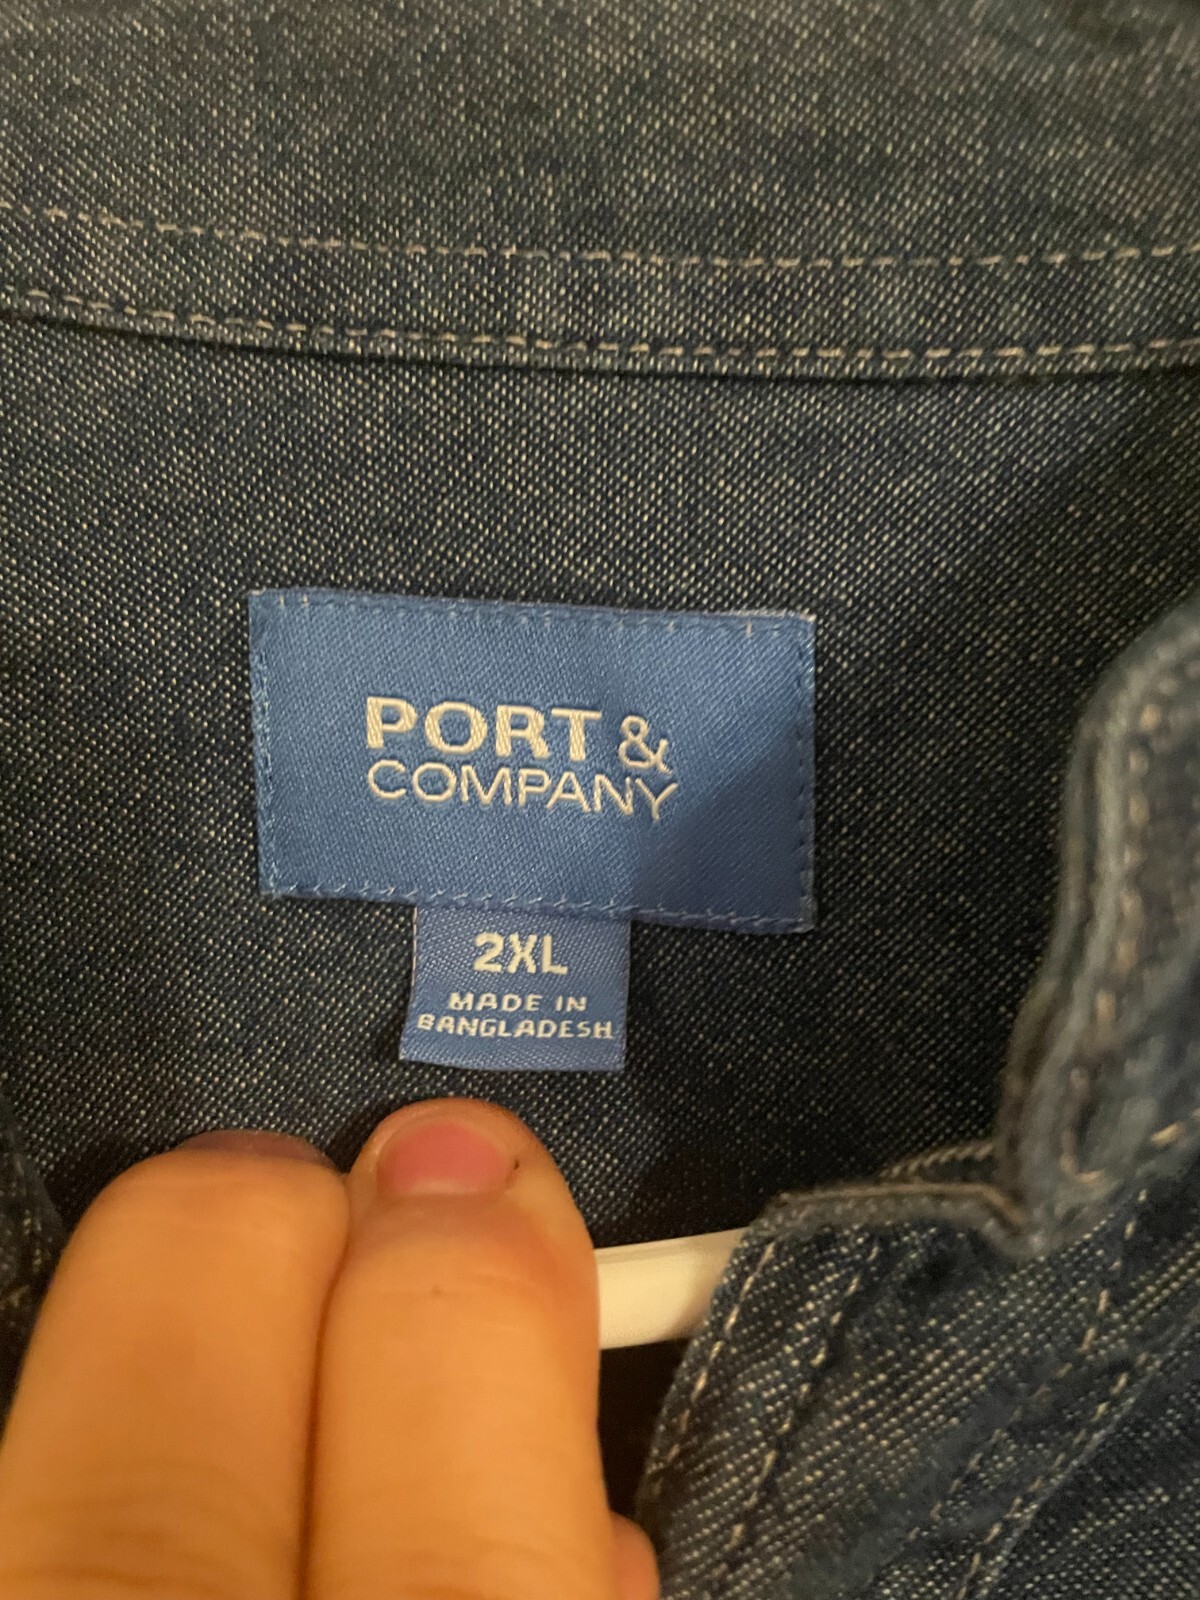 PORT &
COMPANY
2XL
MADE IN
BANGLADESH